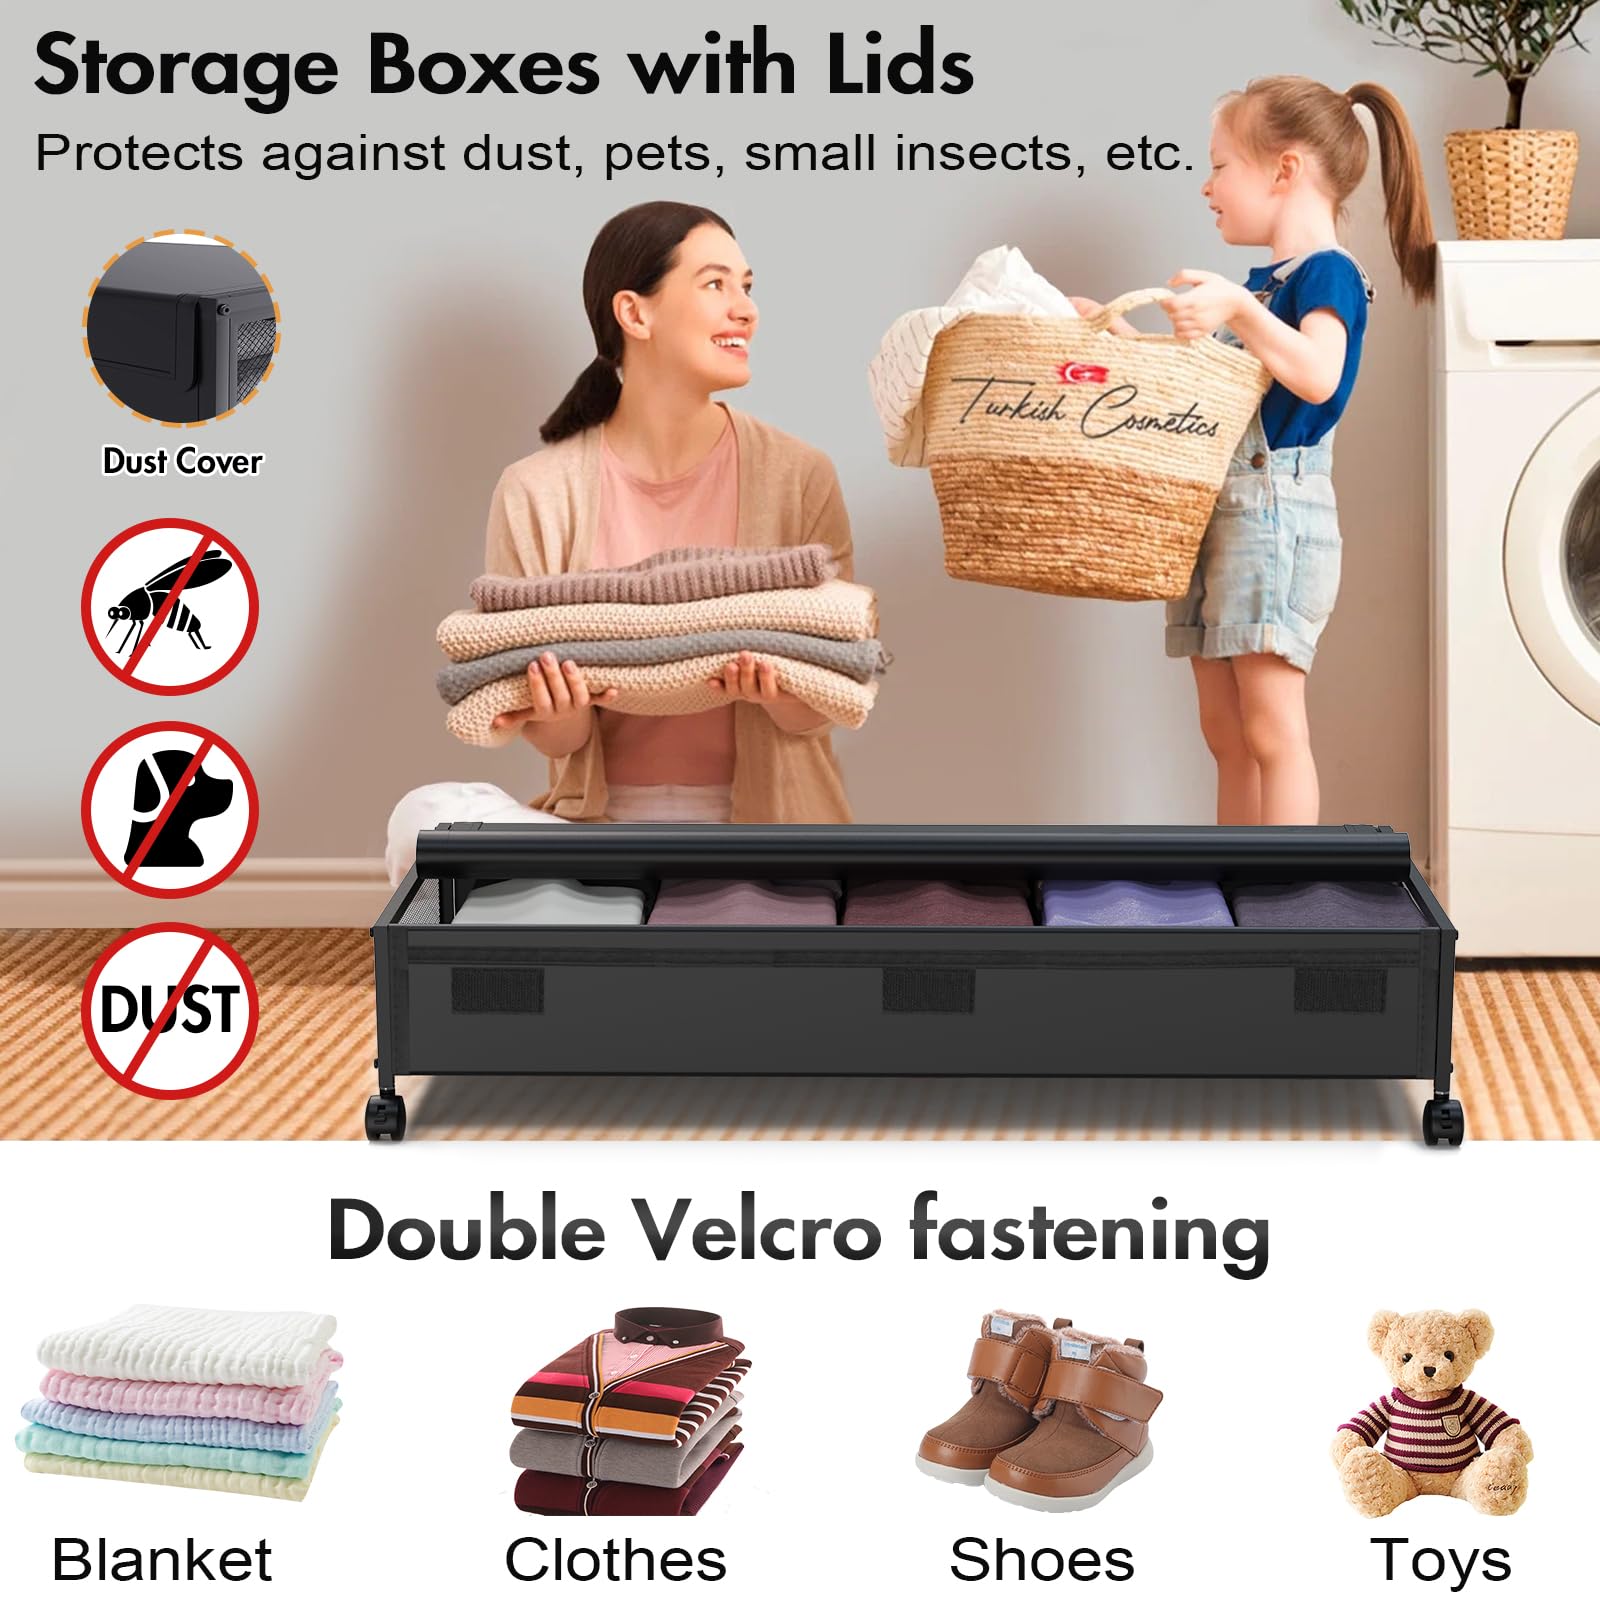 Storage Boxes with Lids
Protects against dust, pets, small insects, etc.
Dust Cover
Turkish Cosmetics
DUST
Double Velcro fastening
Blanket
Clothes
Shoes
Toys